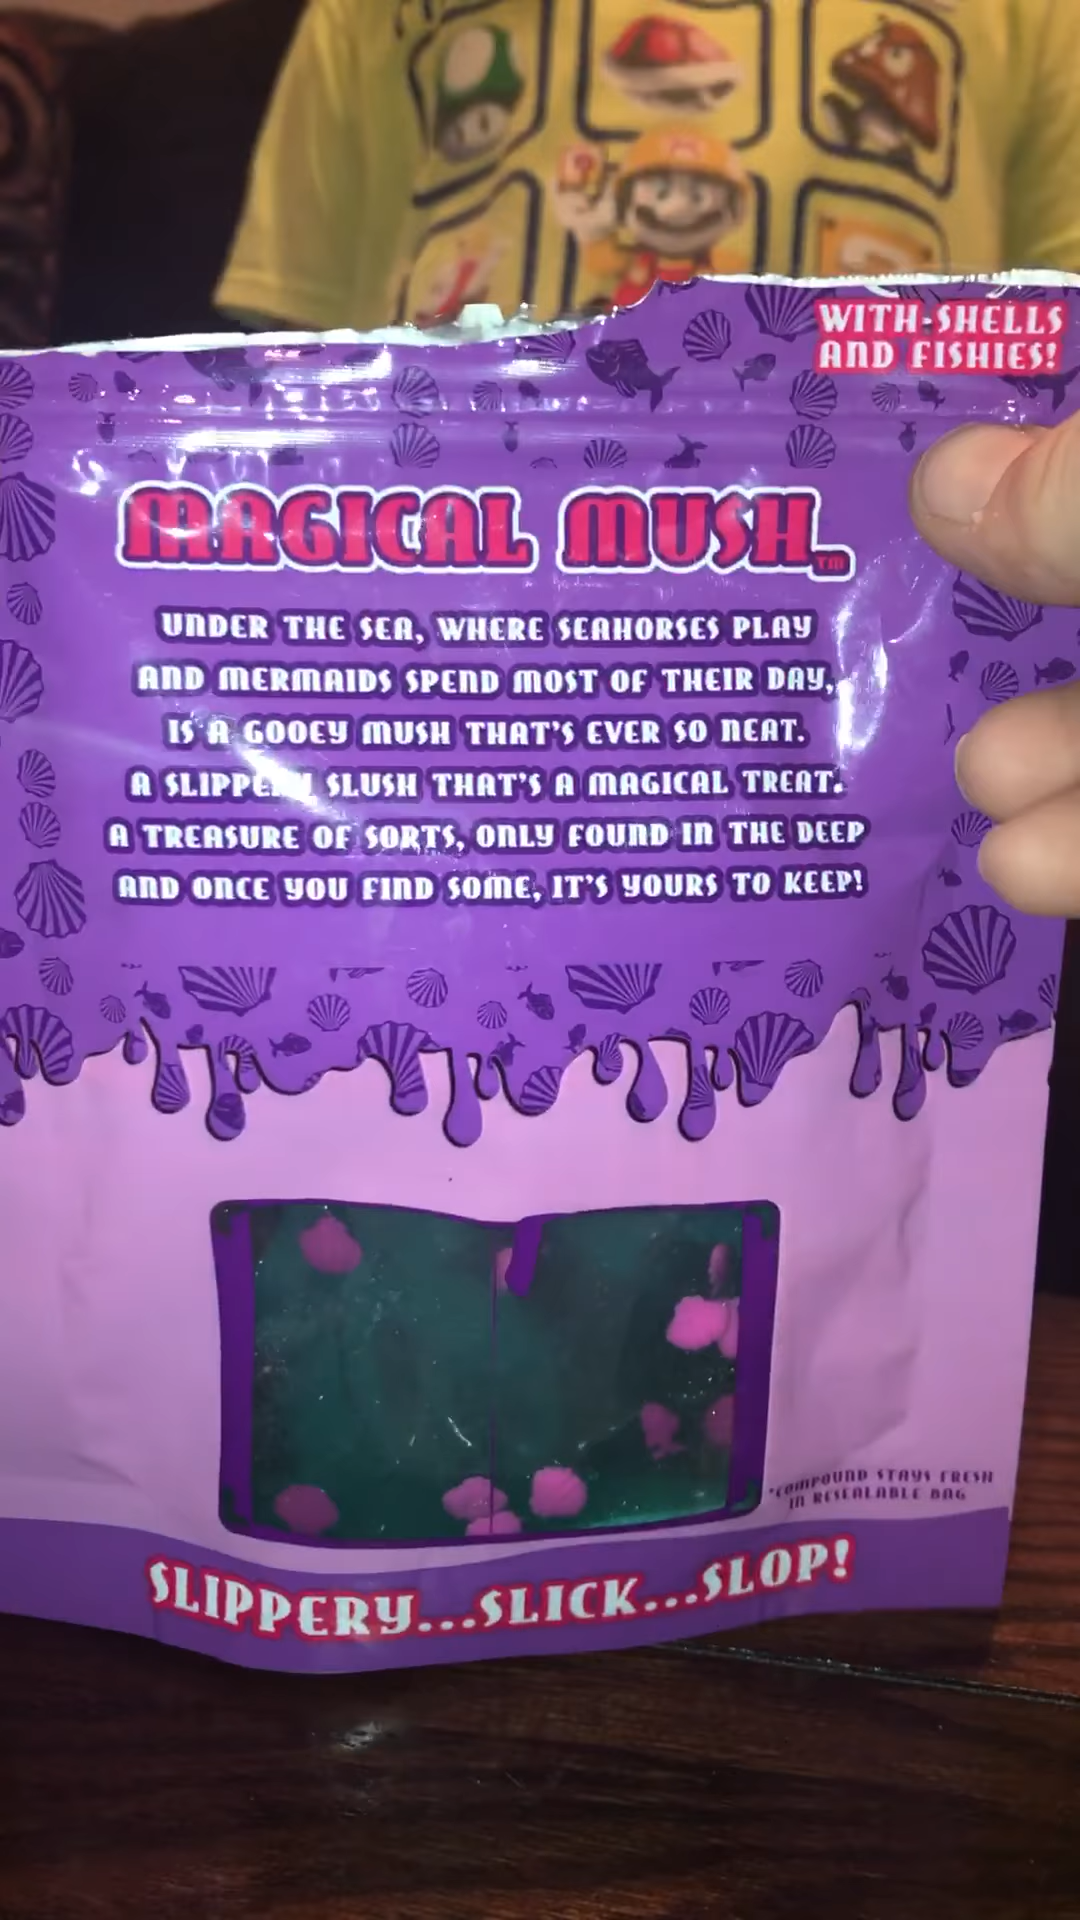 WITH SHELLS
AND FISHIES!
MAGICAL MUSH™
UNDER THE SEA, WHERE SEAHORSES PLAY
AND MERMAIDS SPEND MOST OF THEIR DAY,
IS A GOOEY MUSH THAT'S EVER SO NEAT.
A SLIPPERY SLUSH THAT'S A MAGICAL TREAT.
A TREASURE OF SORTS, ONLY FOUND IN THE DEEP
AND ONCE YOU FIND SOME, IT'S YOURS TO KEEP!
*COMPOUND STAYS FRESH
IN RESEALABLE BAG
SLIPPERY...SLICK...SLOP!